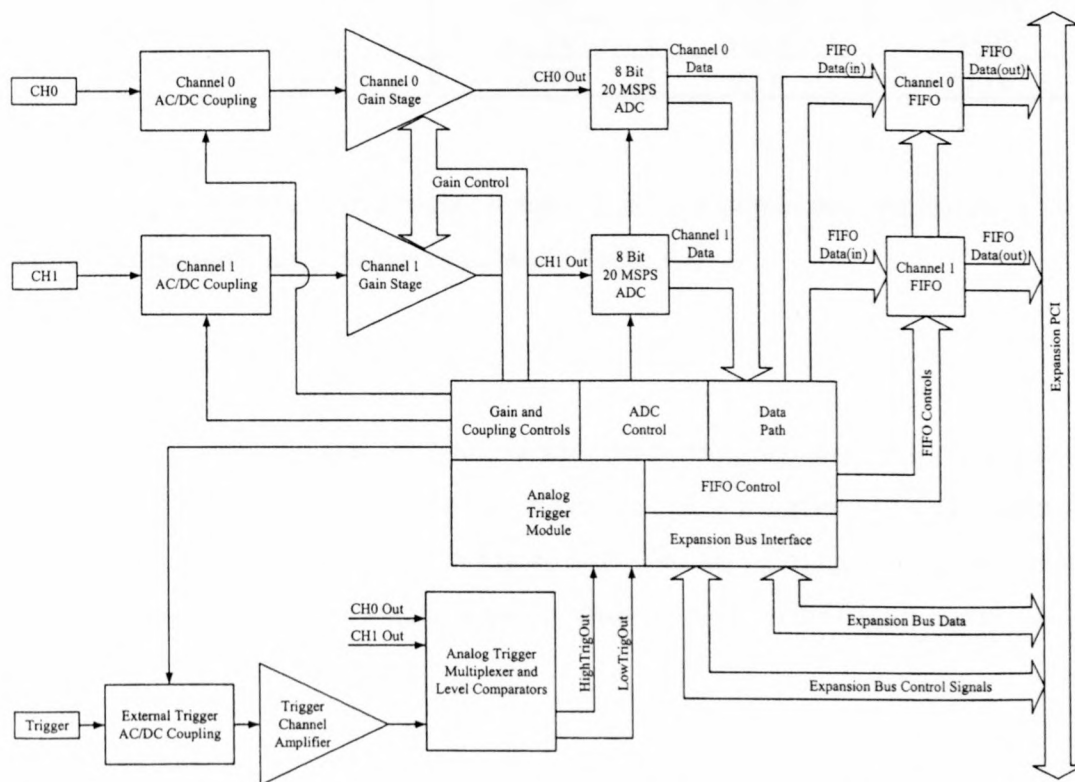 CH0
Channel 0
AC/DC Coupling
Channel 0
Gain Stage
CH0 Out
8 Bit
20 MSPS
ADC
Channel 0
Data
FIFO
Data(in)
Channel 0
FIFO
FIFO
Data(out)
Gain Control
CH1
Channel 1
AC/DC Coupling
Channel 1
Gain Stage
CH1 Out
8 Bit
20 MSPS
ADC
Channel 1
Data
FIFO
Data(in)
Channel 1
FIFO
FIFO
Data(out)
Expansion PCI
Gain and
Coupling Controls
ADC
Control
Data
Path
FIFO Controls
Analog
Trigger
Module
FIFO Control
Expansion Bus Interface
CH0 Out
CH1 Out
Analog Trigger
Multiplexer and
Level Comparators
HighTrigOut
LowTrigOut
Expansion Bus Data
Expansion Bus Control Signals
Trigger
External Trigger
AC/DC Coupling
Trigger
Channel
Amplifier